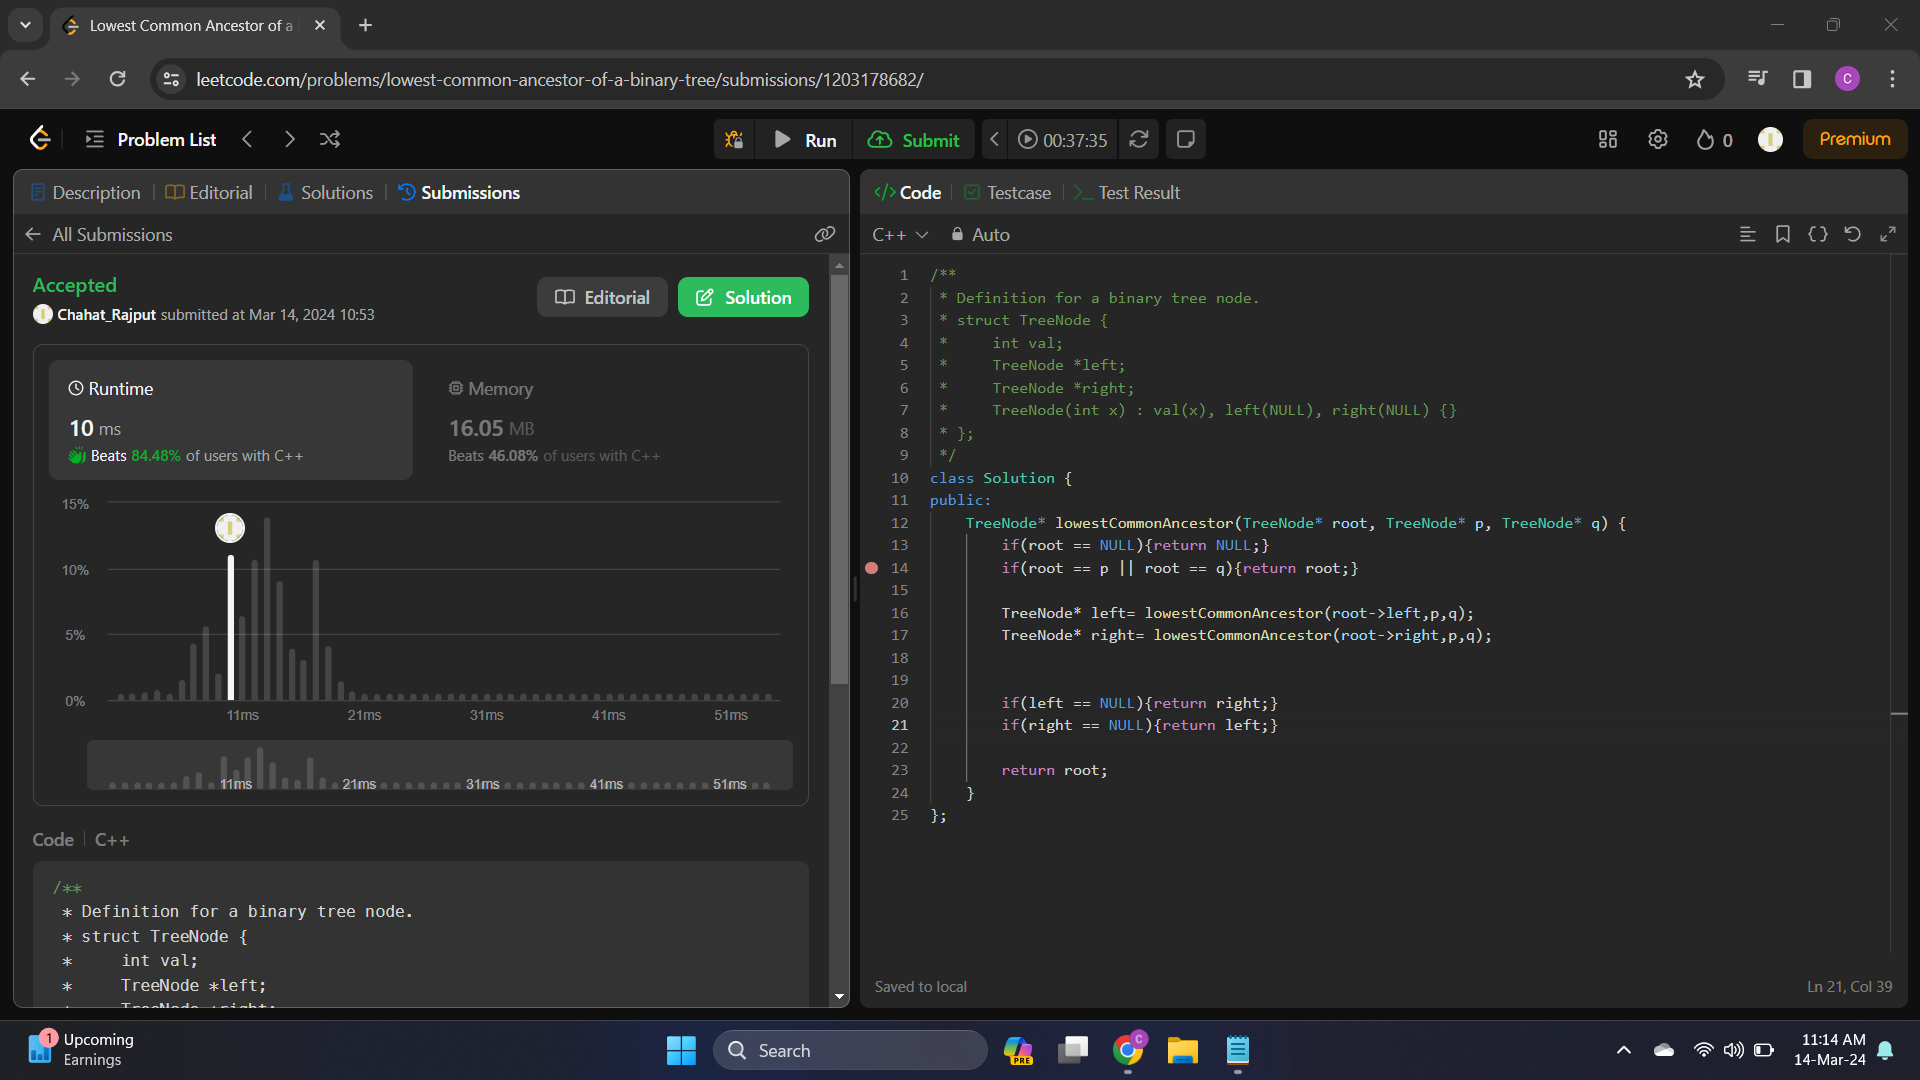 Lowest Common Ancestor of a
leetcode.com/problems/lowest-common-ancestor-of-a-binary-tree/submissions/1203178682/
C
Problem List
Run
Submit
00:37:35
0
Premium
Description
Editorial
Solutions
Submissions
All Submissions
Accepted
Chahat_Rajput submitted at Mar 14, 2024 10:53
Editorial
Solution
Runtime
10 ms
Beats 84.48% of users with C++
Memory
16.05 MB
Beats 46.08% of users with C++
15%
10%
5%
0%
11ms 21ms 31ms 41ms 51ms
11ms 21ms 31ms 41ms 51ms
Code C++
/**
* Definition for a binary tree node.
* struct TreeNode {
*     int val;
*     TreeNode *left;
</> Code
Testcase
>_ Test Result
C++
Auto
1 /**
2 * Definition for a binary tree node.
3 * struct TreeNode {
4 *     int val;
5 *     TreeNode *left;
6 *     TreeNode *right;
7 *     TreeNode(int x) : val(x), left(NULL), right(NULL) {}
8 * };
9 */
10 class Solution {
11 public:
12     TreeNode* lowestCommonAncestor(TreeNode* root, TreeNode* p, TreeNode* q) {
13         if(root == NULL){return NULL;}
14         if(root == p || root == q){return root;}
15
16         TreeNode* left= lowestCommonAncestor(root->left,p,q);
17         TreeNode* right= lowestCommonAncestor(root->right,p,q);
18
19
20         if(left == NULL){return right;}
21         if(right == NULL){return left;}
22
23         return root;
24     }
25 };
Saved to local
Ln 21, Col 39
1
Upcoming
Earnings
Search
PRE
C
11:14 AM
14-Mar-24